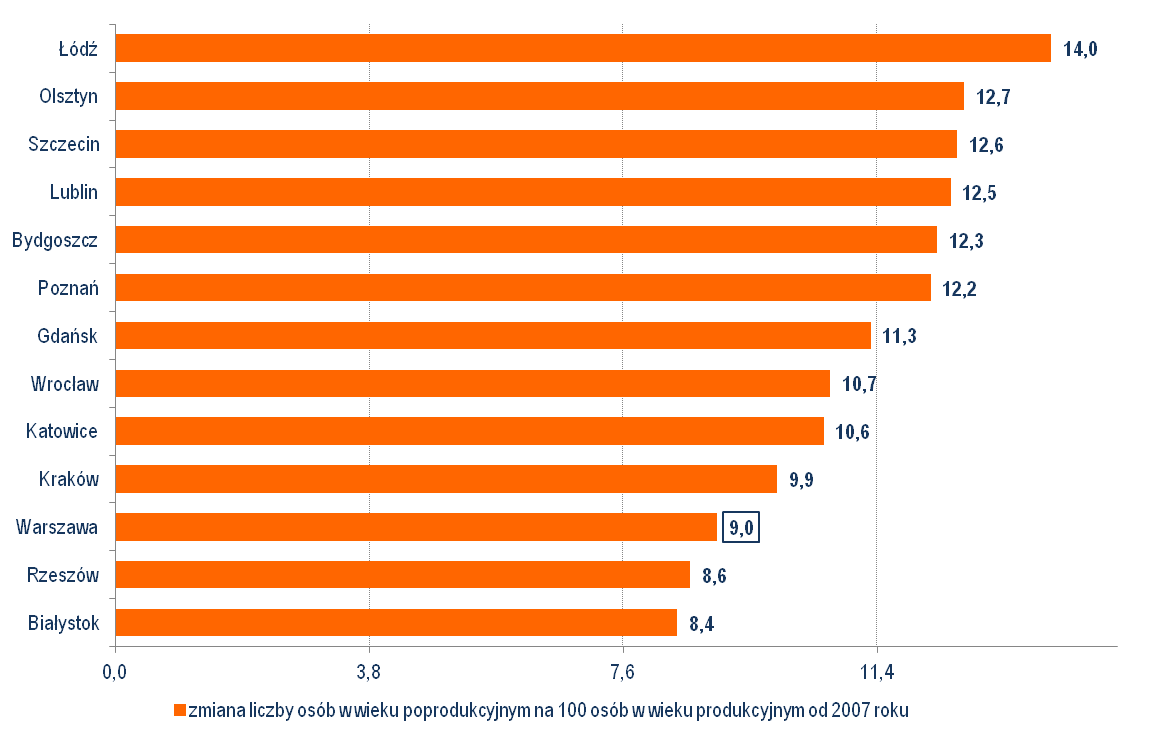 Łódź 14,0
Olsztyn 12,7
Szczecin 12,6
Lublin 12,5
Bydgoszcz 12,3
Poznań 12,2
Gdańsk 11,3
Wrocław 10,7
Katowice 10,6
Kraków 9,9
Warszawa 9,0
Rzeszów 8,6
Białystok 8,4
0,0 3,8 7,6 11,4
zmiana liczby osób w wieku poprodukcyjnym na 100 osób w wieku produkcyjnym od 2007 roku